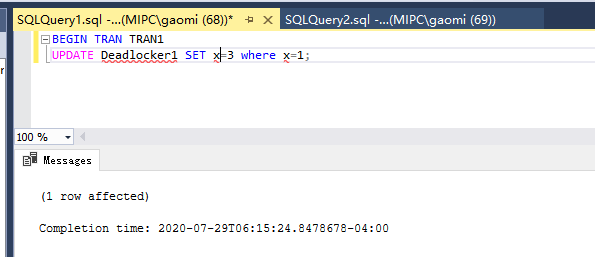 SQLQuery1.sql -...(MIPC\gaomi (68))* SQLQuery2.sql -...(MIPC\gaomi (69))
BEGIN TRAN TRAN1
UPDATE Deadlocker1 SET x=3 where x=1;
100 %
Messages
(1 row affected)
Completion time: 2020-07-29T06:15:24.8478678-04:00